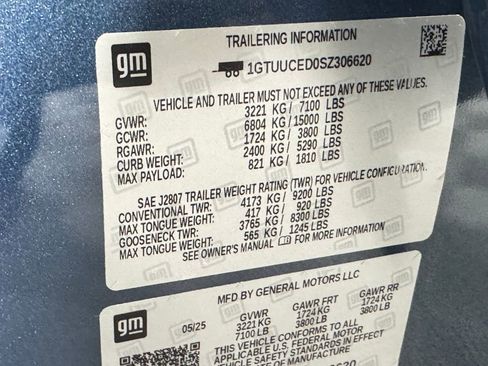 gm
TRAILERING INFORMATION
1GTUUCED0SZ306620
VEHICLE AND TRAILER MUST NOT EXCEED ANY OF THESE
GVWR: 3221 KG / 7100 LBS
GCWR: 6804 KG / 15000 LBS
RGAWR: 1724 KG / 3800 LBS
CURB WEIGHT: 2400 KG / 5290 LBS
MAX PAYLOAD: 821 KG / 1810 LBS
SAE J2807 TRAILER WEIGHT RATING (TWR) FOR VEHICLE CONFIGURATION
CONVENTIONAL TWR: 4173 KG / 9200 LBS
MAX TONGUE WEIGHT: 417 KG / 920 LBS
GOOSENECK TWR: 3765 KG / 8300 LBS
MAX TONGUE WEIGHT: 565 KG / 1245 LBS
SEE OWNER'S MANUAL FOR MORE INFORMATION
gm
MFD BY GENERAL MOTORS LLC
05/25 GVWR GAWR FRT GAWR RR
3221 KG 1724 KG 1724 KG
7100 LB 3800 LB 3800 LB
THIS VEHICLE CONFORMS TO ALL
APPLICABLE U.S. FEDERAL MOTOR
VEHICLE SAFETY STANDARDS IN EFFECT